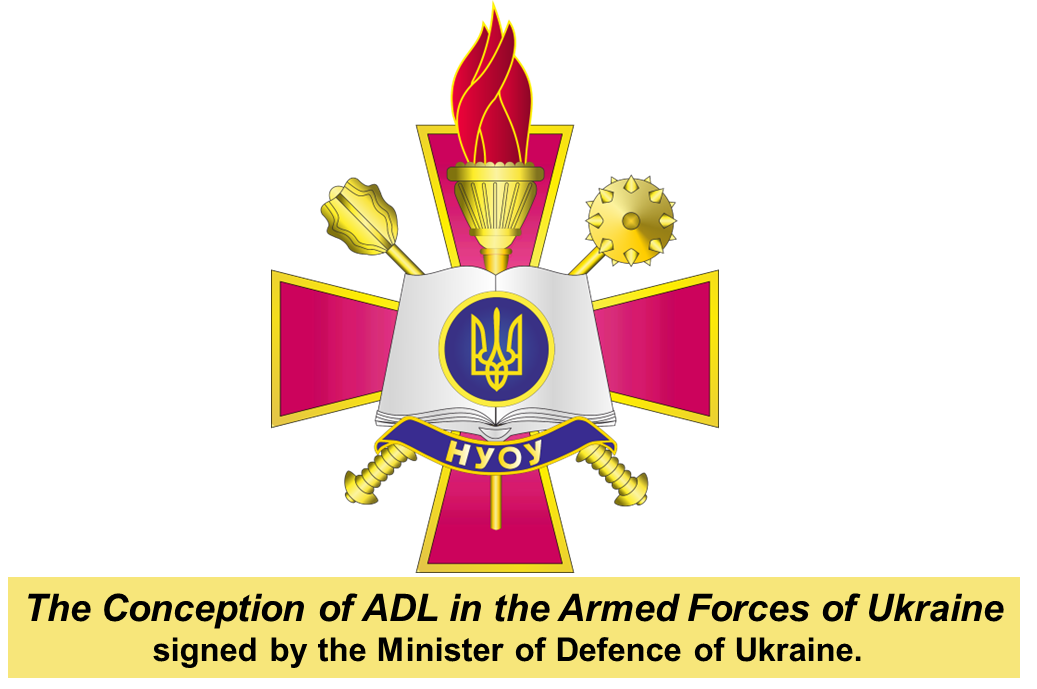 НУОУ
The Conception of ADL in the Armed Forces of Ukraine
signed by the Minister of Defence of Ukraine.